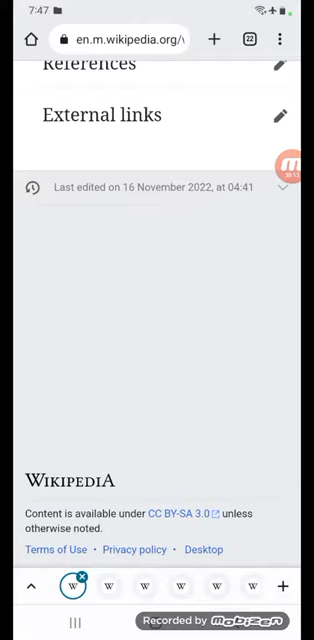 7:47
en.m.wikipedia.org/w
22
References
External links
Last edited on 16 November 2022, at 04:41
WIKIPEDIA
Content is available under CC BY-SA 3.0 unless
otherwise noted.
Terms of Use • Privacy policy • Desktop
W W W W W W
Recorded by mobizen